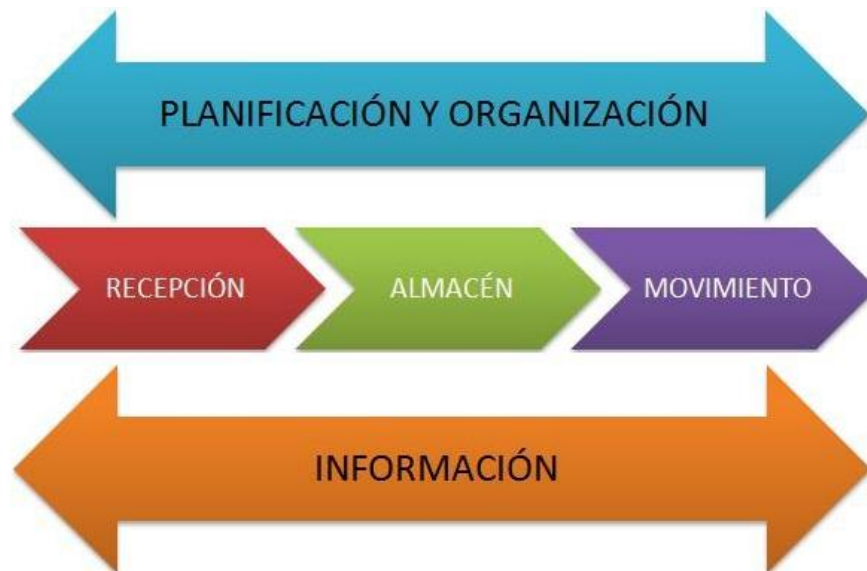 PLANIFICACIÓN Y ORGANIZACIÓN
RECEPCIÓN
ALMACÉN
MOVIMIENTO
INFORMACIÓN